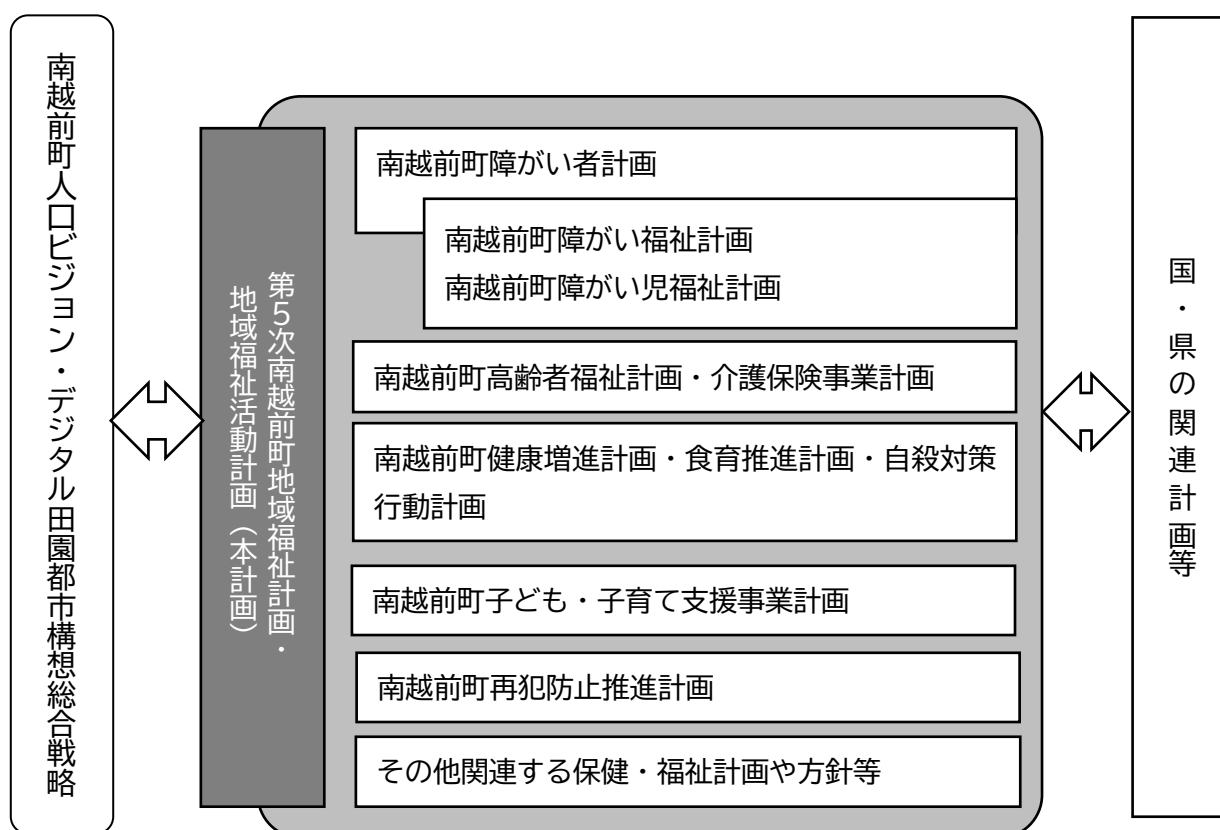 南越前町人口ビジョン・デジタル田園都市構想総合戦略
第５次南越前町地域福祉計画・
地域福祉活動計画（本計画）
南越前町障がい者計画
南越前町障がい福祉計画
南越前町障がい児福祉計画
南越前町高齢者福祉計画・介護保険事業計画
南越前町健康増進計画・食育推進計画・自殺対策
行動計画
南越前町子ども・子育て支援事業計画
南越前町再犯防止推進計画
その他関連する保健・福祉計画や方針等
国・県の関連計画等